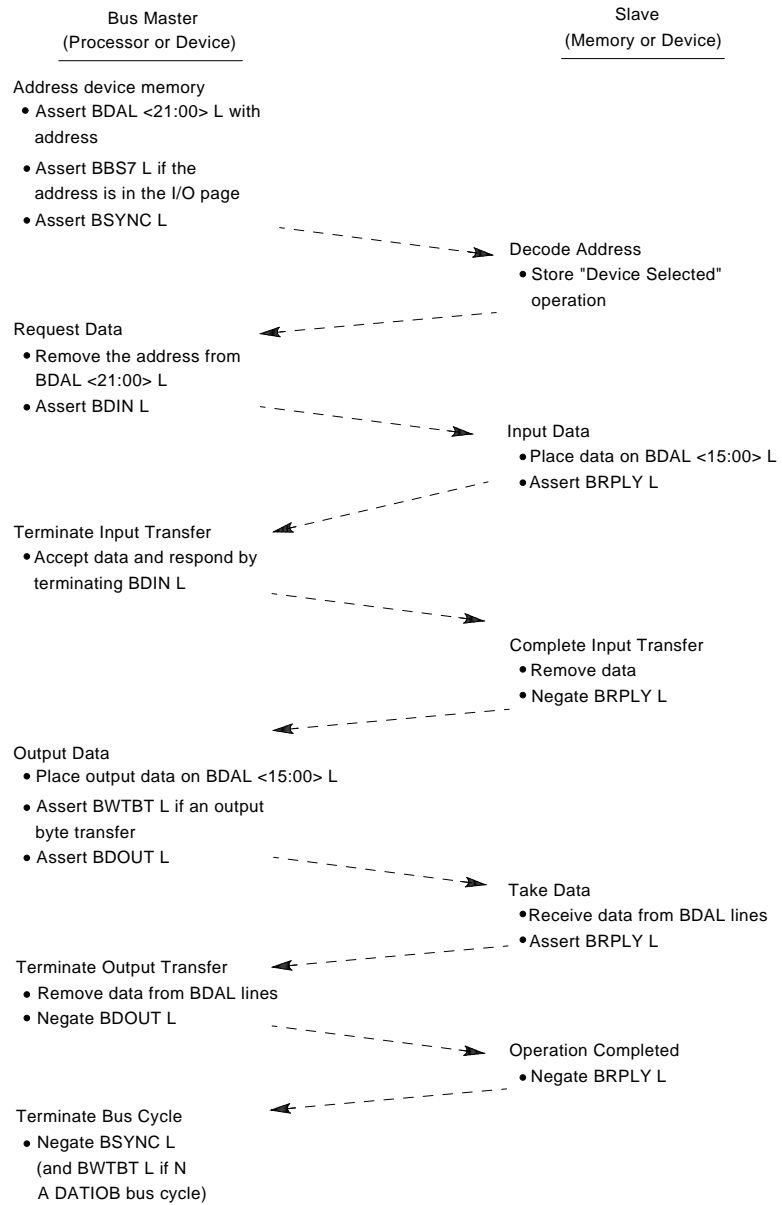 Bus Master
(Processor or Device)
Slave
(Memory or Device)
Address device memory
• Assert BDAL <21:00> L with
address
• Assert BBS7 L if the
address is in the I/O page
• Assert BSYNC L
Decode Address
• Store "Device Selected"
operation
Request Data
• Remove the address from
BDAL <21:00> L
• Assert BDIN L
Input Data
• Place data on BDAL <15:00> L
• Assert BRPLY L
Terminate Input Transfer
• Accept data and respond by
terminating BDIN L
Complete Input Transfer
• Remove data
• Negate BRPLY L
Output Data
• Place output data on BDAL <15:00> L
• Assert BWTBT L if an output
byte transfer
• Assert BDOUT L
Take Data
• Receive data from BDAL lines
• Assert BRPLY L
Terminate Output Transfer
• Remove data from BDAL lines
• Negate BDOUT L
Operation Completed
• Negate BRPLY L
Terminate Bus Cycle
• Negate BSYNC L
(and BWTBT L if N
A DATIOB bus cycle)